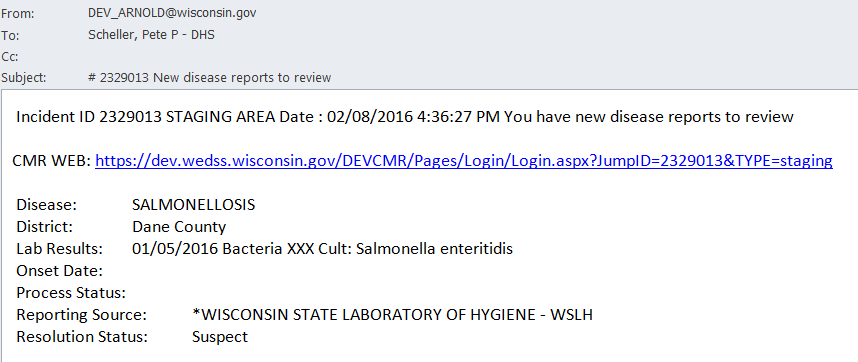 From: DEV_ARNOLD@wisconsin.gov
To: Scheller, Pete P - DHS
Cc:
Subject: # 2329013 New disease reports to review
Incident ID 2329013 STAGING AREA Date : 02/08/2016 4:36:27 PM You have new disease reports to review
CMR WEB: https://dev.wedss.wisconsin.gov/DEVCMR/Pages/Login/Login.aspx?JumpID=2329013&TYPE=staging
Disease: SALMONELLOSIS
District: Dane County
Lab Results: 01/05/2016 Bacteria XXX Cult: Salmonella enteritidis
Onset Date:
Process Status:
Reporting Source: *WISCONSIN STATE LABORATORY OF HYGIENE - WSLH
Resolution Status: Suspect